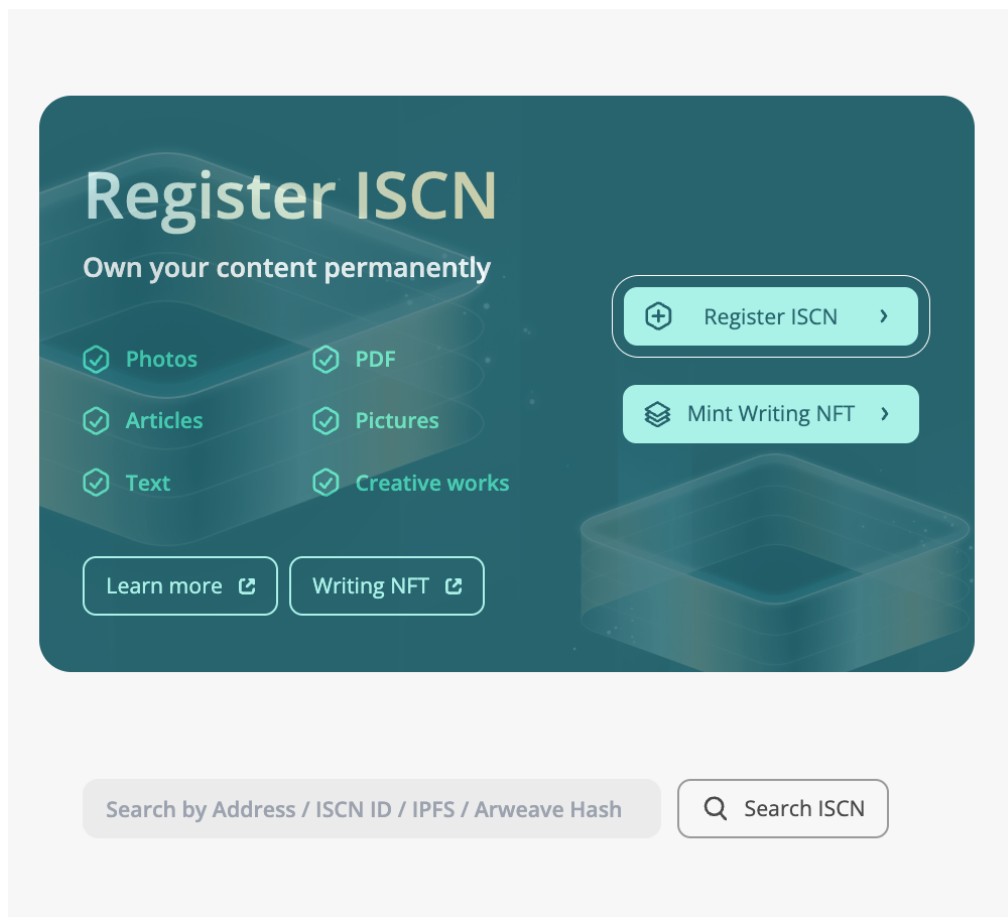 Register ISCN
Own your content permanently
Photos
PDF
Articles
Pictures
Text
Creative works
Learn more
Writing NFT
Register ISCN
Mint Writing NFT
Search by Address / ISCN ID / IPFS / Arweave Hash
Search ISCN